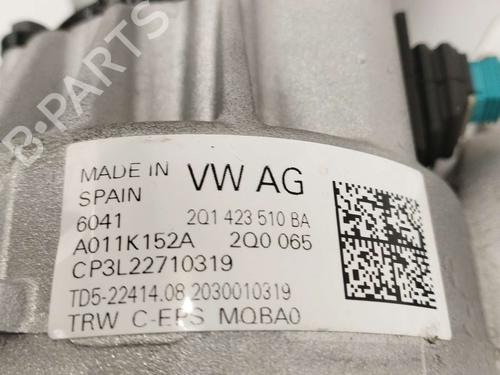 B-PARTS
MADE IN
SPAIN
VW AG
6041 2Q1 423 510 BA
A011K152A 2Q0 065
CP3L22710319
TD5-22414.08.2030010319
TRW C-EPS MQBA0